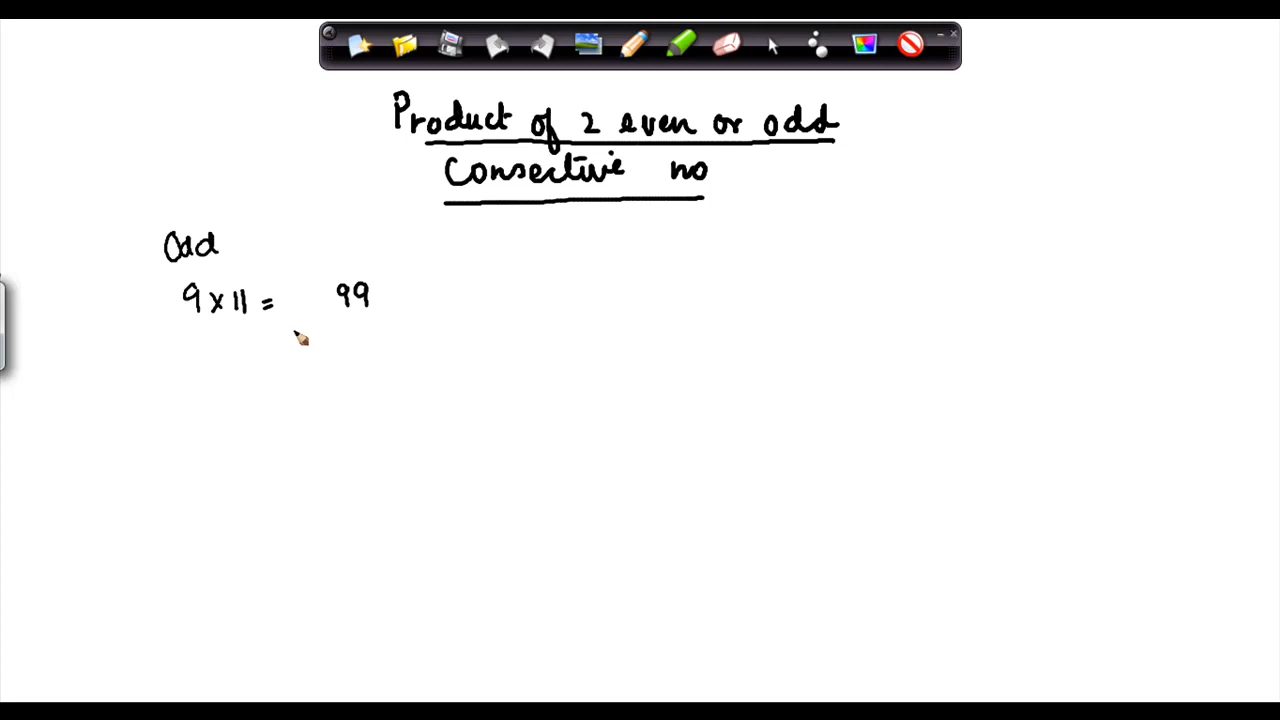 Product of 2 even or odd
Consective no
Odd
9 x 11 = 99